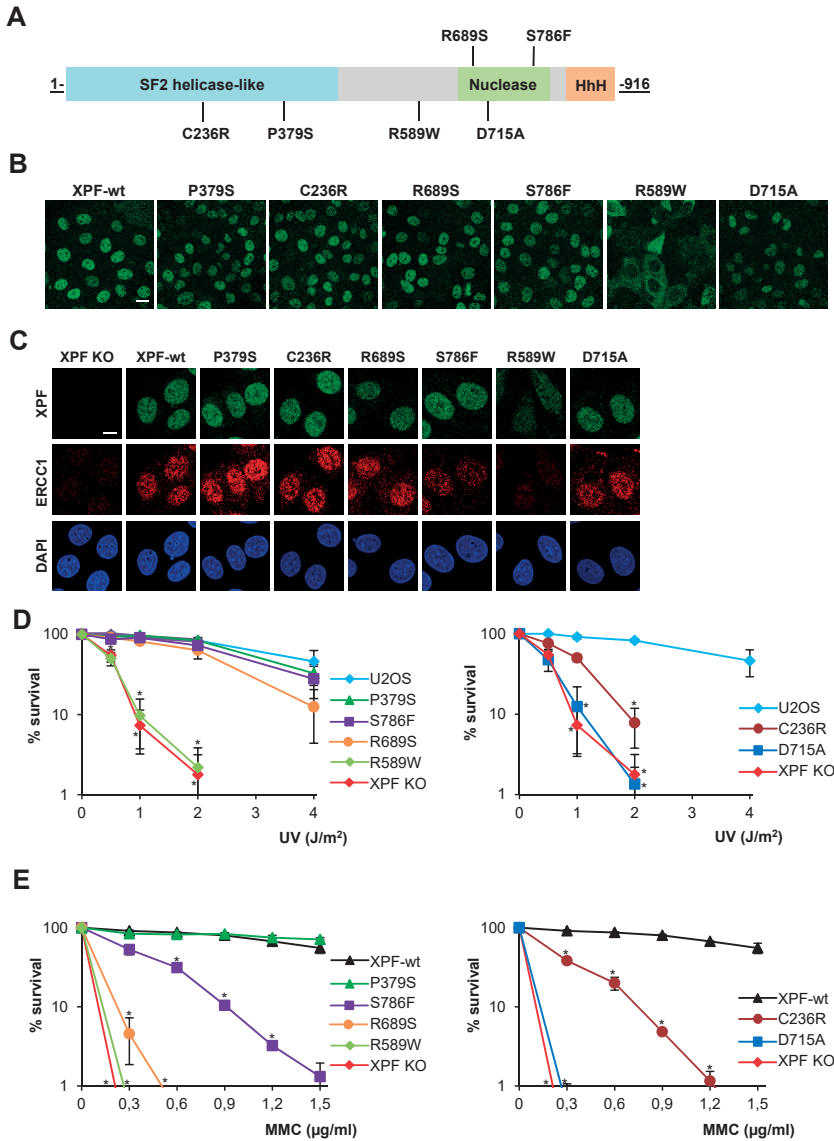 A
R689S S786F
1- SF2 helicase-like Nuclease HhH -916
C236R P379S R589W D715A
B
XPF-wt P379S C236R R689S S786F R589W D715A
C
XPF KO XPF-wt P379S C236R R689S S786F R589W D715A
XPF
ERCC1
DAPI
D
% survival
100
10
1
0 1 2 3 4
UV (J/m²)
* * * * *
U2OS
P379S
S786F
R689S
R589W
XPF KO
% survival
100
10
1
0 1 2 3 4
UV (J/m²)
* * * * *
U2OS
C236R
D715A
XPF KO
E
% survival
100
10
1
0 0,3 0,6 0,9 1,2 1,5
MMC (µg/ml)
* * * * * *
XPF-wt
P379S
S786F
R689S
R589W
XPF KO
% survival
100
10
1
0 0,3 0,6 0,9 1,2 1,5
MMC (µg/ml)
* * * * * *
XPF-wt
C236R
D715A
XPF KO